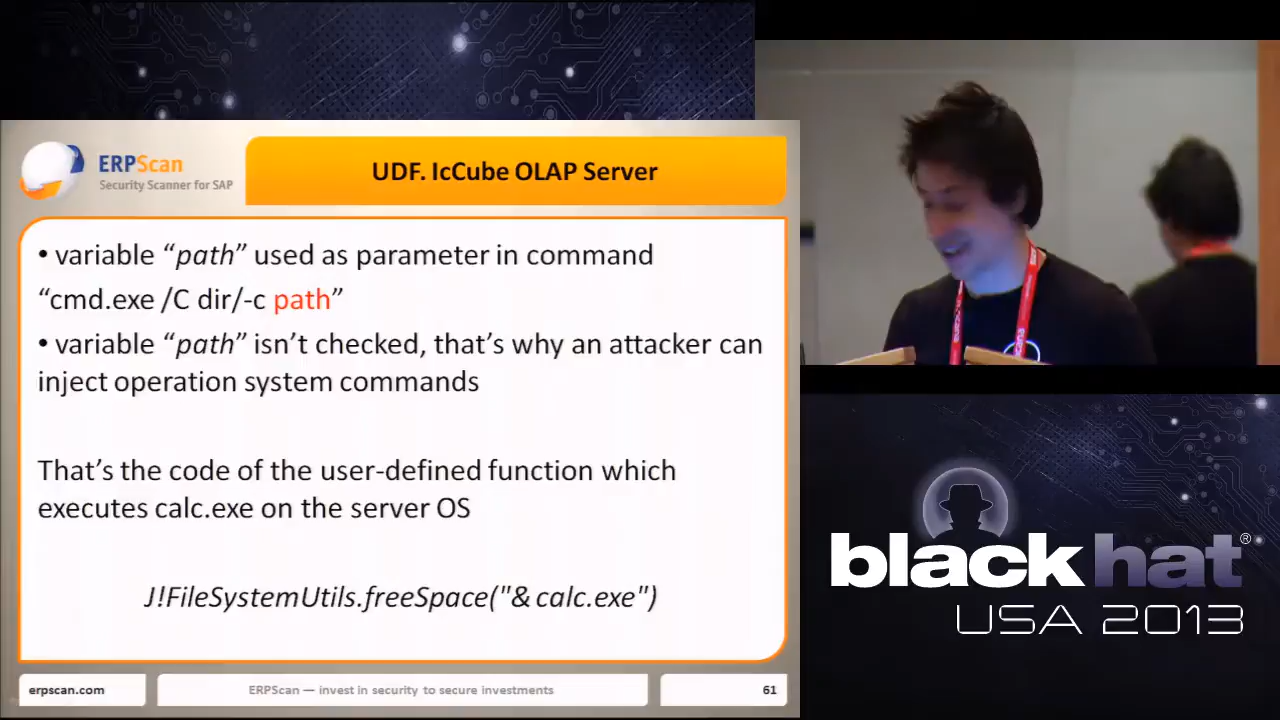 ERPScan
Security Scanner for SAP
UDF. IcCube OLAP Server
• variable “path” used as parameter in command
“cmd.exe /C dir/-c path”
• variable “path” isn’t checked, that’s why an attacker can
inject operation system commands
That’s the code of the user-defined function which
executes calc.exe on the server OS
J!FileSystemUtils.freeSpace("& calc.exe")
erpscan.com
ERPScan — invest in security to secure investments
61
black hat®
USA 2013